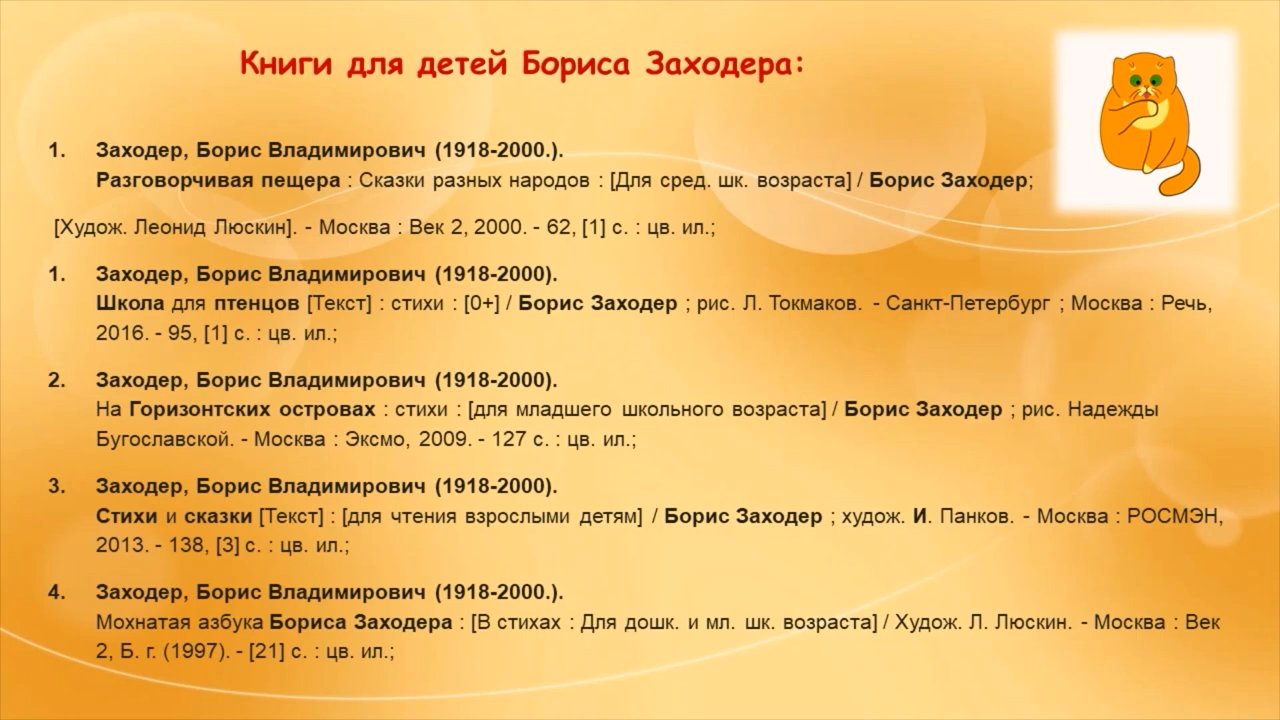 Книги для детей Бориса Заходера:
1. Заходер, Борис Владимирович (1918-2000.).
Разговорчивая пещера : Сказки разных народов : [Для сред. шк. возраста] / Борис Заходер;
[Худож. Леонид Люскин]. - Москва : Век 2, 2000. - 62, [1] с. : цв. ил.;
1. Заходер, Борис Владимирович (1918-2000).
Школа для птенцов [Текст] : стихи : [0+] / Борис Заходер ; рис. Л. Токмаков. - Санкт-Петербург ; Москва : Речь,
2016. - 95, [1] с. : цв. ил.;
2. Заходер, Борис Владимирович (1918-2000).
На Горизонтских островах : стихи : [для младшего школьного возраста] / Борис Заходер ; рис. Надежды
Бугославской. - Москва : Эксмо, 2009. - 127 с. : цв. ил.;
3. Заходер, Борис Владимирович (1918-2000).
Стихи и сказки [Текст] : [для чтения взрослыми детям] / Борис Заходер ; худож. И. Панков. - Москва : РОСМЭН,
2013. - 138, [3] с. : цв. ил.;
4. Заходер, Борис Владимирович (1918-2000.).
Мохнатая азбука Бориса Заходера : [В стихах : Для дошк. и мл. шк. возраста] / Худож. Л. Люскин. - Москва : Век
2, Б. г. (1997). - [21] с. : цв. ил.;